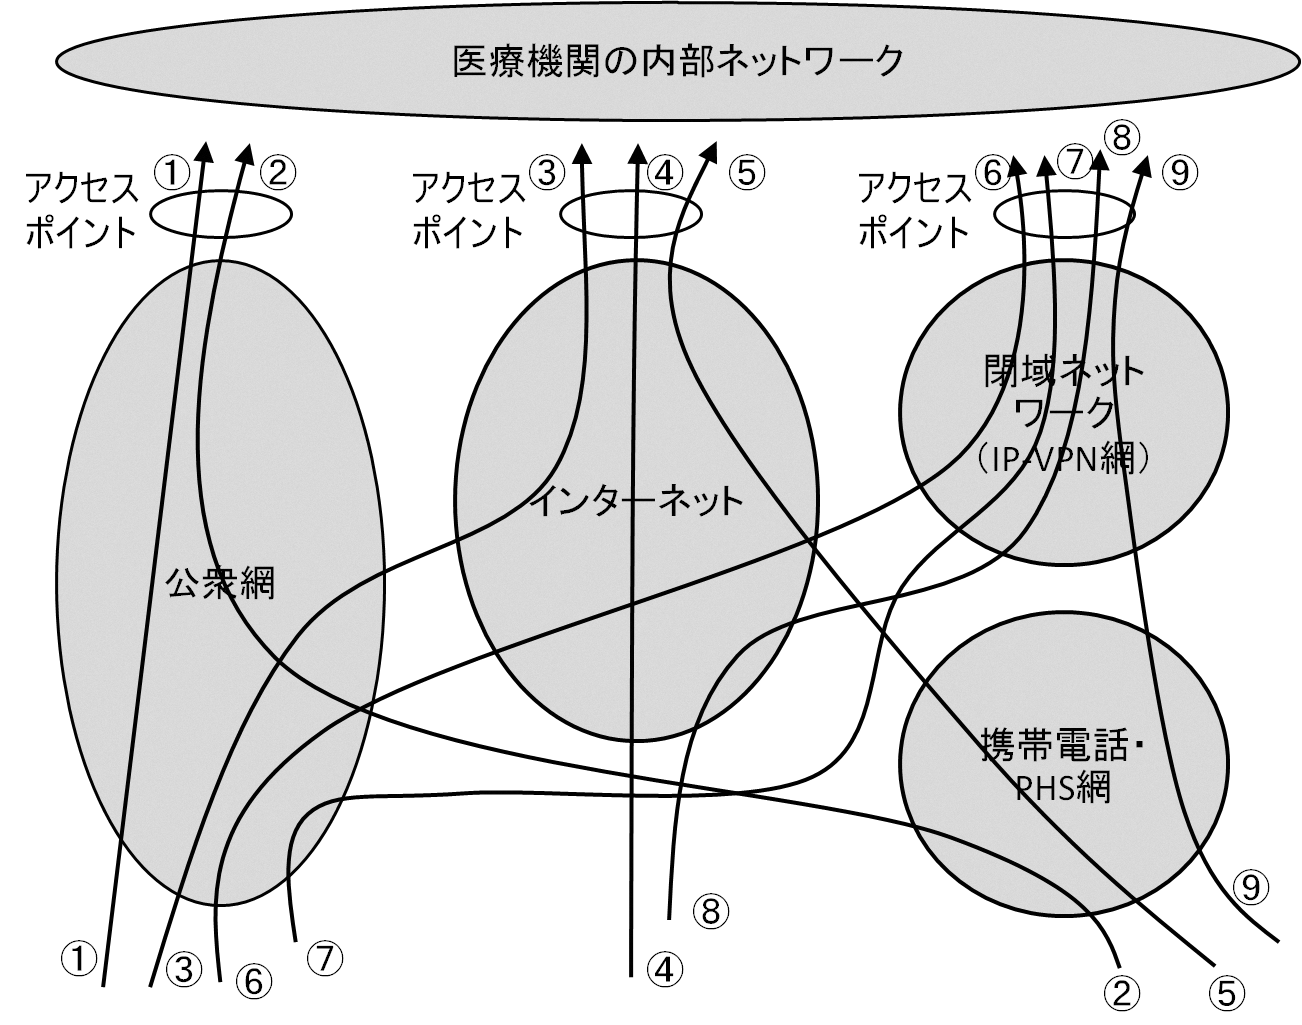 医療機関の内部ネットワーク
アクセス
ポイント
①
②
アクセス
ポイント
③
④
⑤
アクセス
ポイント
⑥
⑦
⑧
⑨
公衆網
インターネット
閉域ネット
ワーク
（IP-VPN網）
携帯電話・
PHS網
①
③
⑥
⑦
④
⑧
②
⑤
⑨